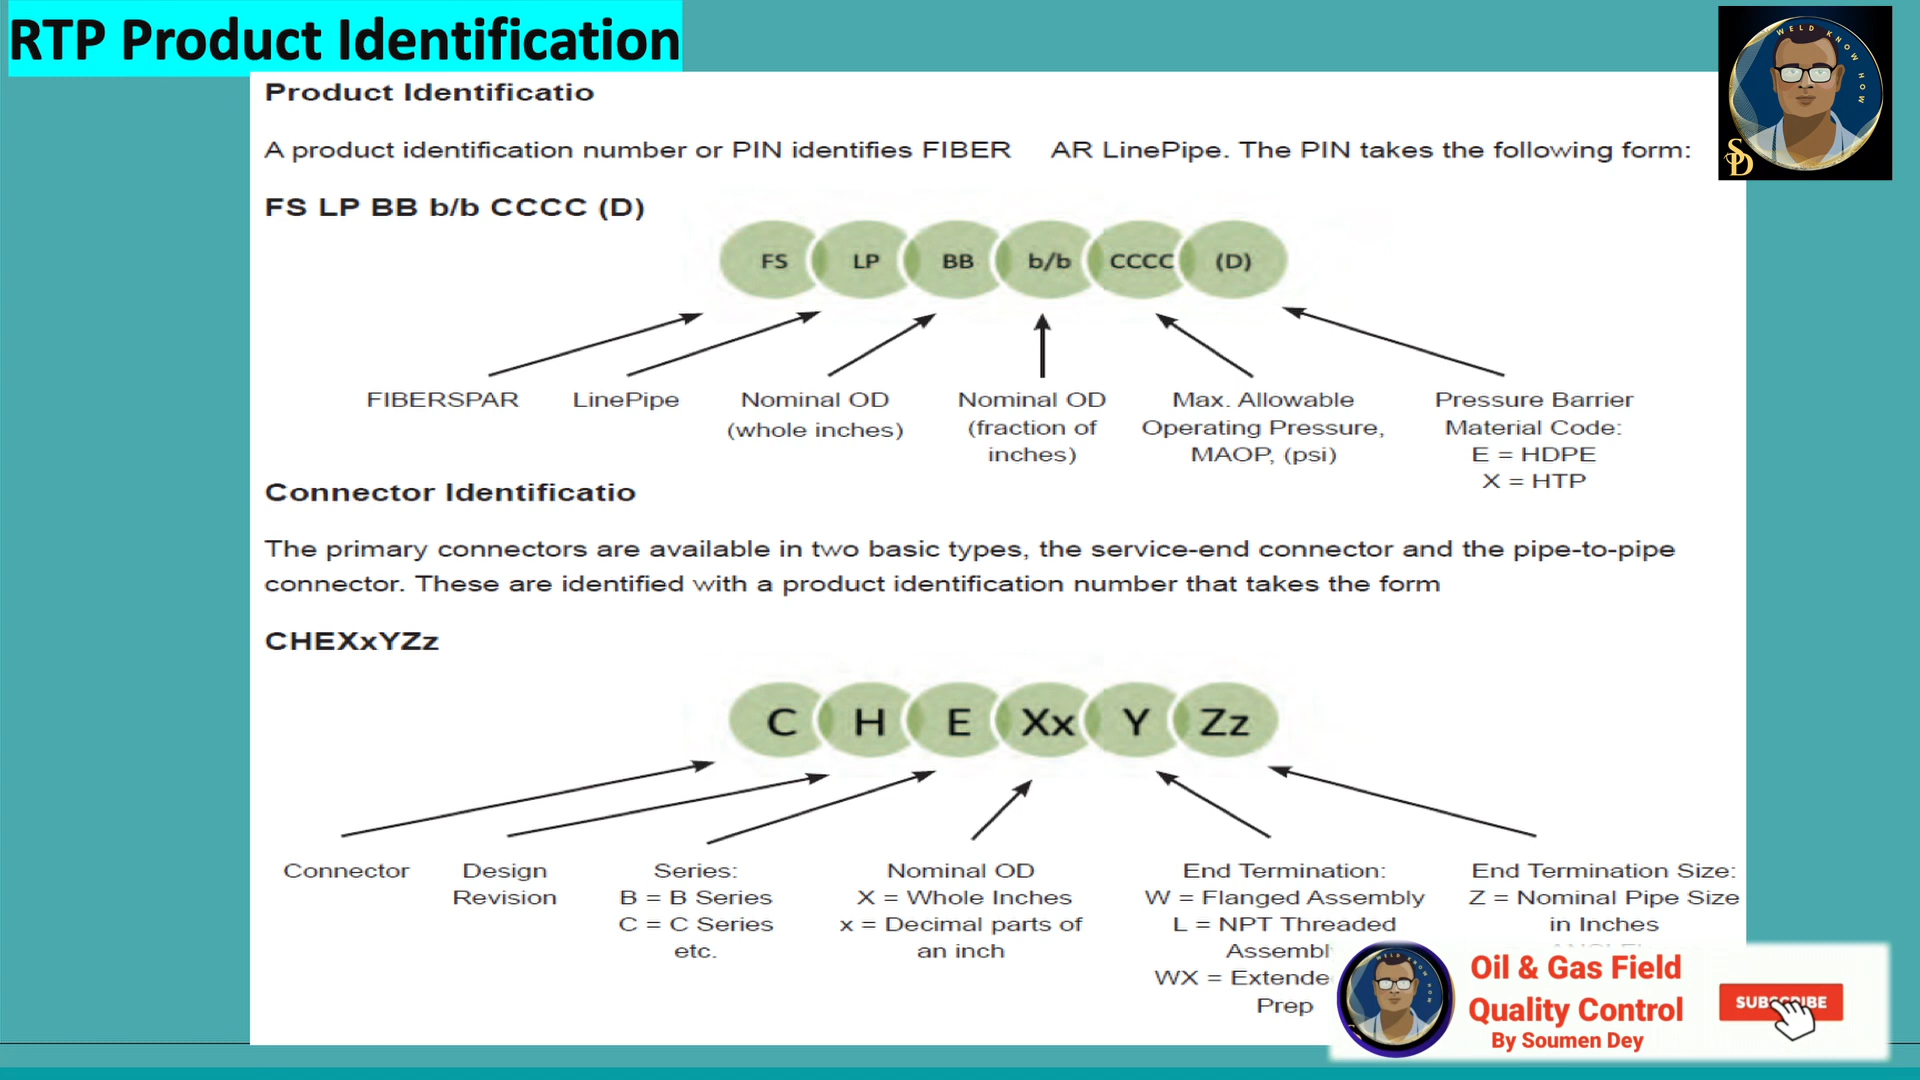 RTP Product Identification
WELD KNOW HOW
SD
Product Identificatio
A product identification number or PIN identifies FIBER AR LinePipe. The PIN takes the following form:
FS LP BB b/b CCCC (D)
FS LP BB b/b CCCC (D)
FIBERSPAR LinePipe Nominal OD Nominal OD Max. Allowable Pressure Barrier
(whole inches) (fraction of Operating Pressure, Material Code:
inches) MAOP, (psi) E = HDPE
X = HTP
Connector Identificatio
The primary connectors are available in two basic types, the service-end connector and the pipe-to-pipe
connector. These are identified with a product identification number that takes the form
CHEXxYZz
C H E Xx Y Zz
Connector Design Series: Nominal OD End Termination: End Termination Size:
Revision B = B Series X = Whole Inches W = Flanged Assembly Z = Nominal Pipe Size
C = C Series x = Decimal parts of L = NPT Threaded in Inches
etc. an inch Assembl
WX = Extende
Prep
Oil & Gas Field
Quality Control
By Soumen Dey
SUBSCRIBE